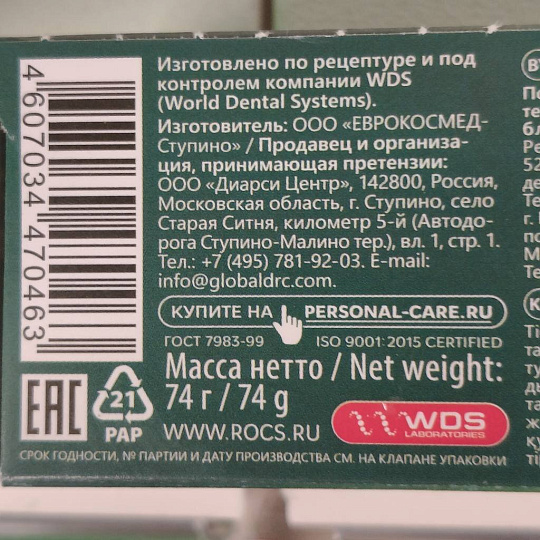 Изготовлено по рецептуре и под
контролем компании WDS
(World Dental Systems).
Изготовитель: ООО «ЕВРОКОСМЕД-
Ступино» / Продавец и организа-
ция, принимающая претензии:
ООО «Диарси Центр», 142800, Россия,
Московская область, г. Ступино, село
Старая Ситня, километр 5-й (Автодо-
рога Ступино-Малино тер.), вл. 1, стр. 1.
Тел.: +7 (495) 781-92-03. E-mail:
info@globaldrc.com.
КУПИТЕ НА PERSONAL-CARE.RU
ГОСТ 7983-99 ISO 9001:2015 CERTIFIED
Масса нетто / Net weight:
74 г / 74 g
WWW.ROCS.RU
WDS
LABORATORIES
СРОК ГОДНОСТИ, № ПАРТИИ И ДАТУ ПРОИЗВОДСТВА СМ. НА КЛАПАНЕ УПАКОВКИ
4 607034 470463
EAC
21
PAP